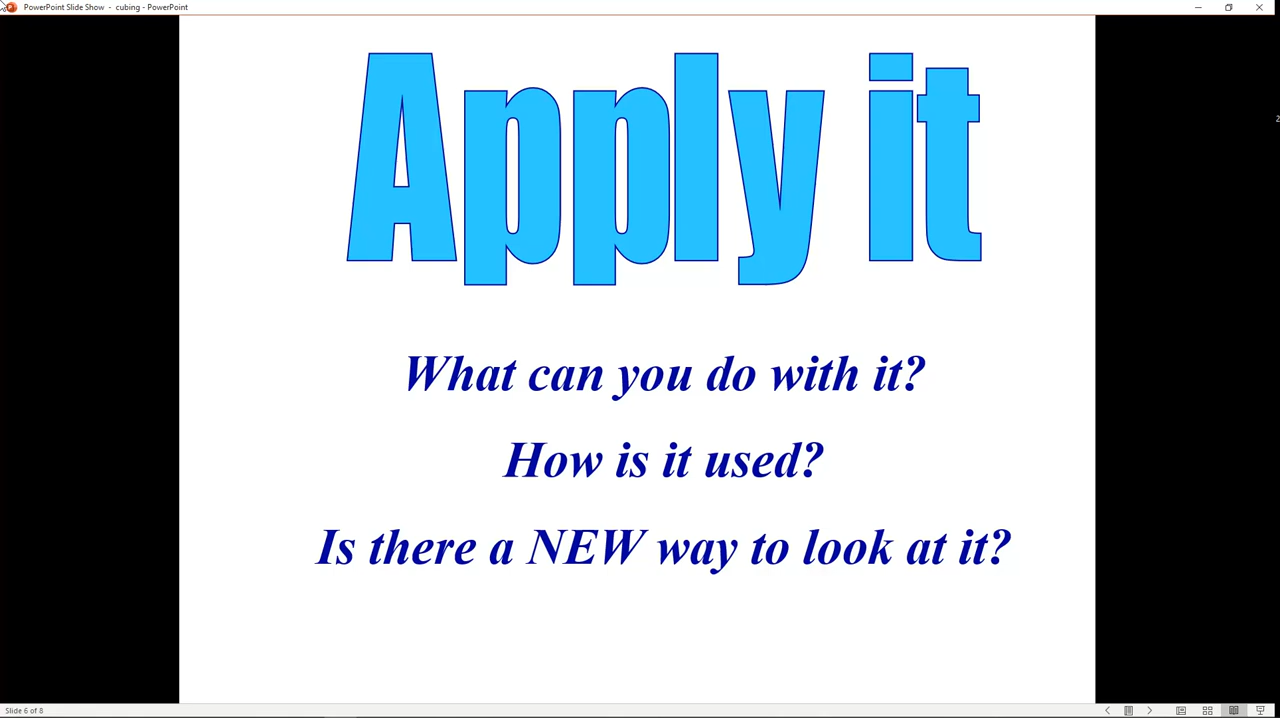 PowerPoint Slide Show - cubing - PowerPoint
Apply it
What can you do with it?
How is it used?
Is there a NEW way to look at it?
Slide 6 of 8
2